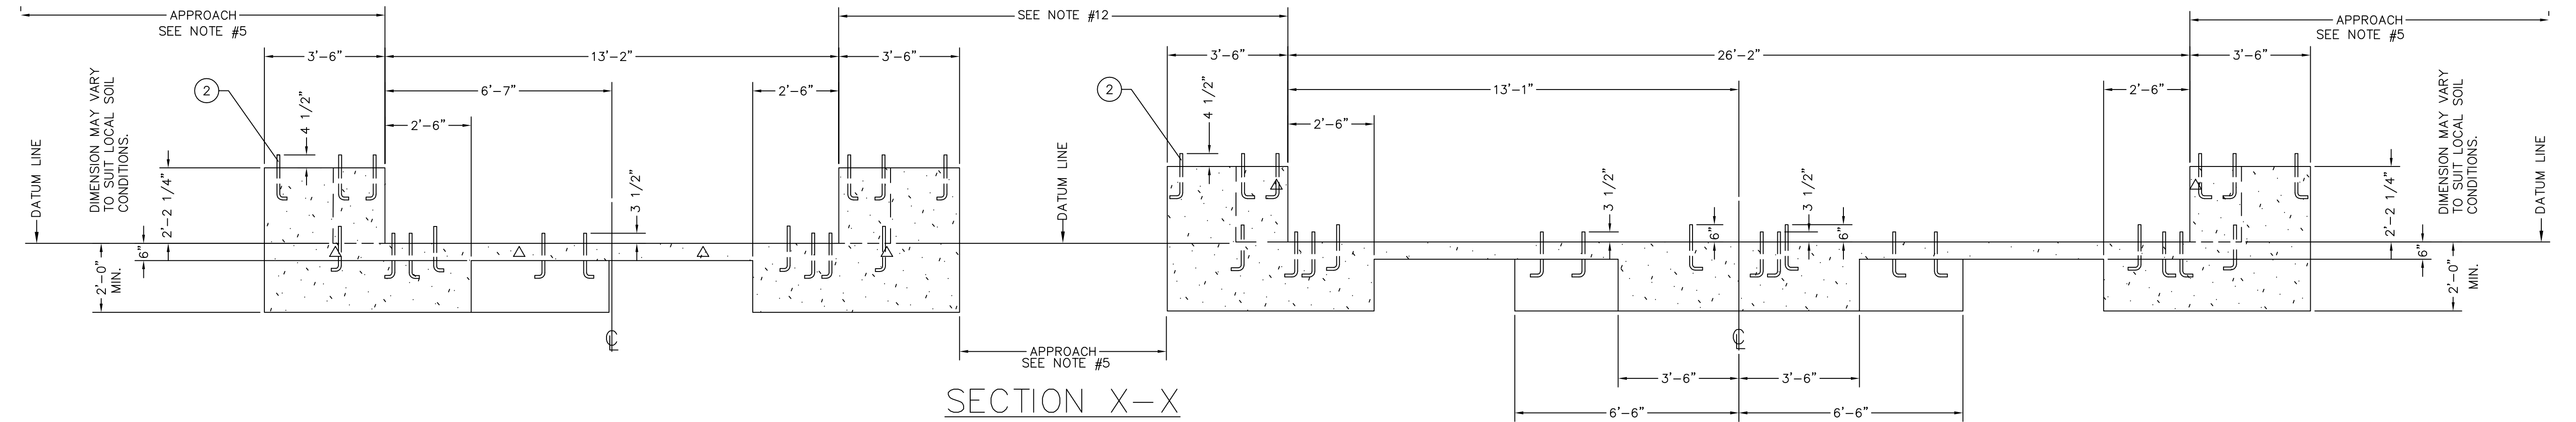 APPROACH
SEE NOTE #5
SEE NOTE #12
APPROACH
SEE NOTE #5
3'-6"
13'-2"
3'-6"
3'-6"
26'-2"
3'-6"
2
6'-7"
2'-6"
2
13'-1"
2'-6"
4 1/2"
2'-6"
4 1/2"
2'-6"
DATUM LINE
DIMENSION MAY VARY
TO SUIT LOCAL SOIL
CONDITIONS.
2'-2 1/4"
6"
2'-0"
MIN.
3 1/2"
DATUM LINE
3 1/2"
6"
3 1/2"
6"
2'-2 1/4"
6"
2'-0"
MIN.
DIMENSION MAY VARY
TO SUIT LOCAL SOIL
CONDITIONS.
DATUM LINE
℄
℄
APPROACH
SEE NOTE #5
3'-6"
3'-6"
6'-6"
6'-6"
SECTION X-X